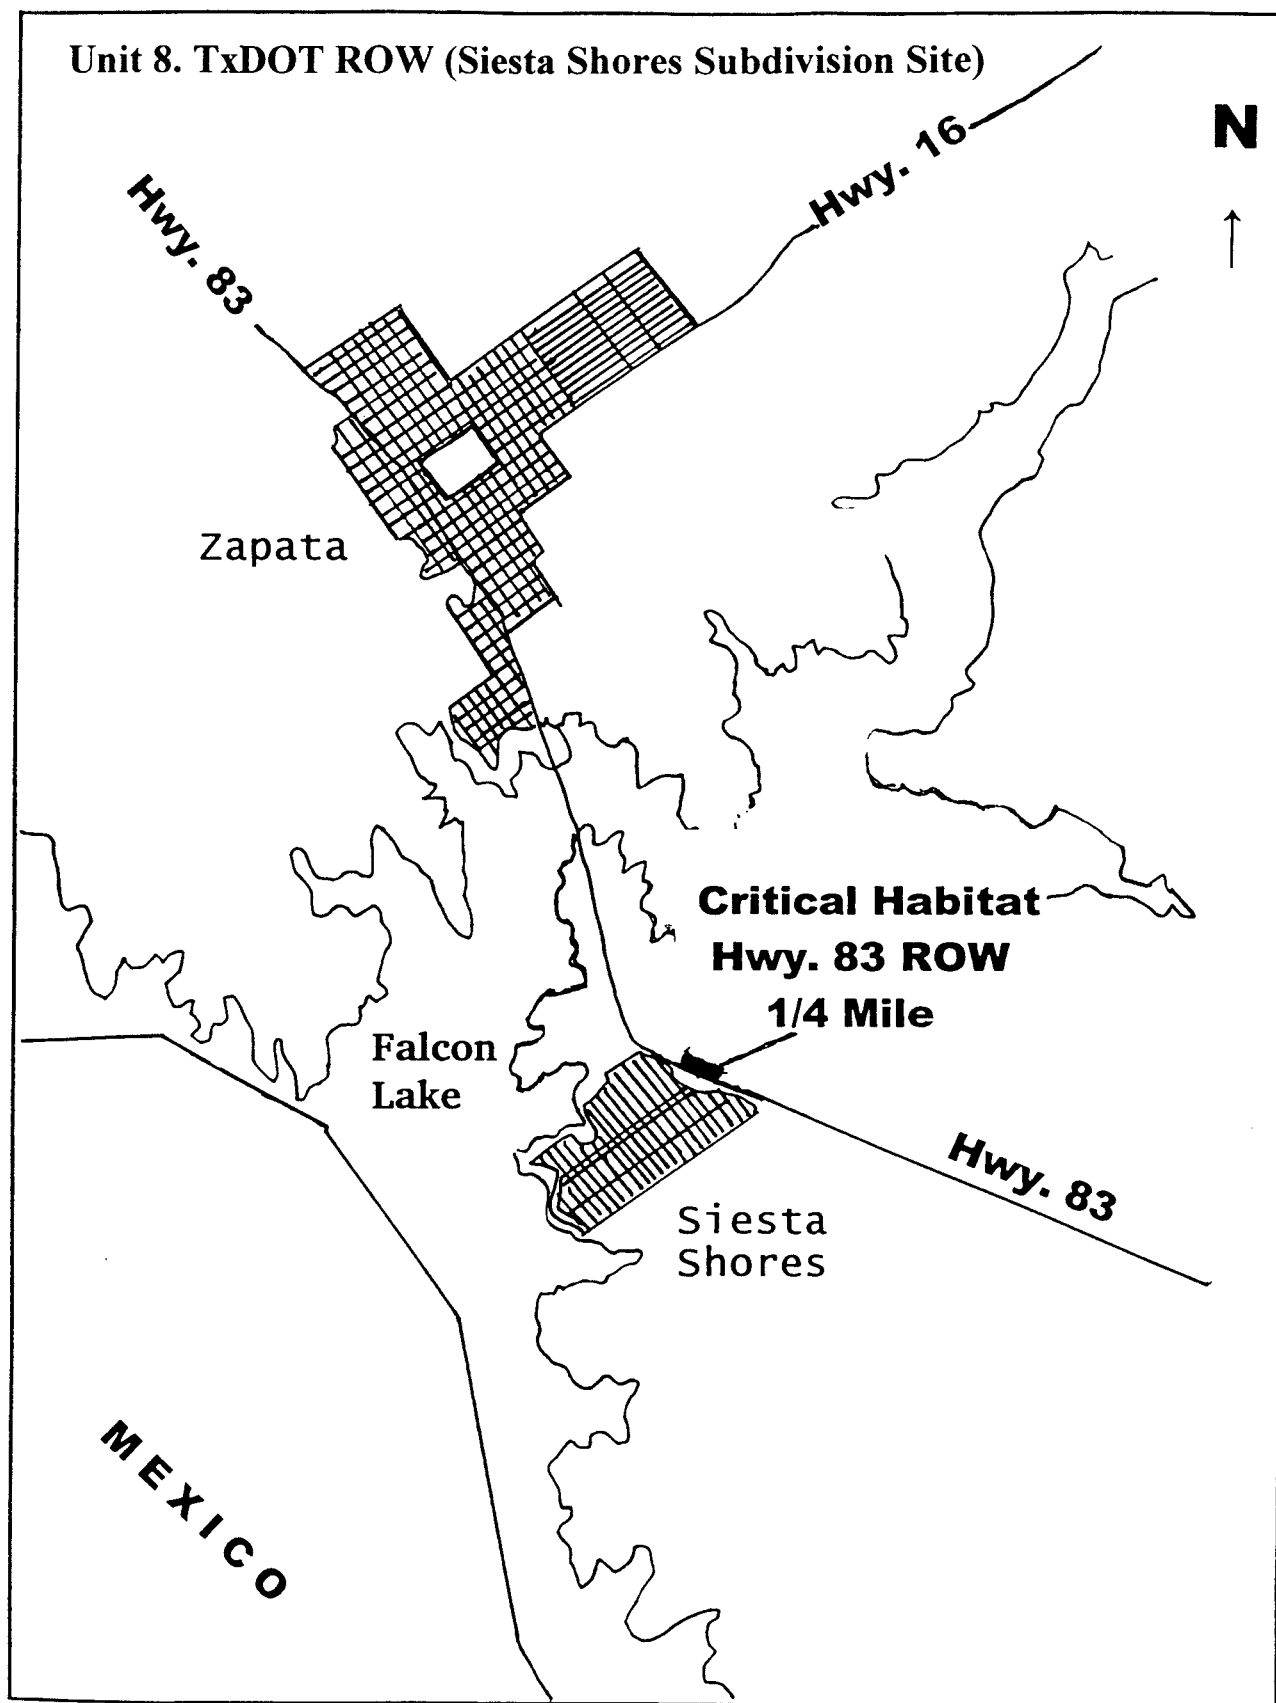 Unit 8. TxDOT ROW (Siesta Shores Subdivision Site)
N
Hwy. 16
Hwy. 83
Zapata
Critical Habitat
Hwy. 83 ROW
1/4 Mile
Falcon
Lake
Hwy. 83
Siesta
Shores
MEXICO